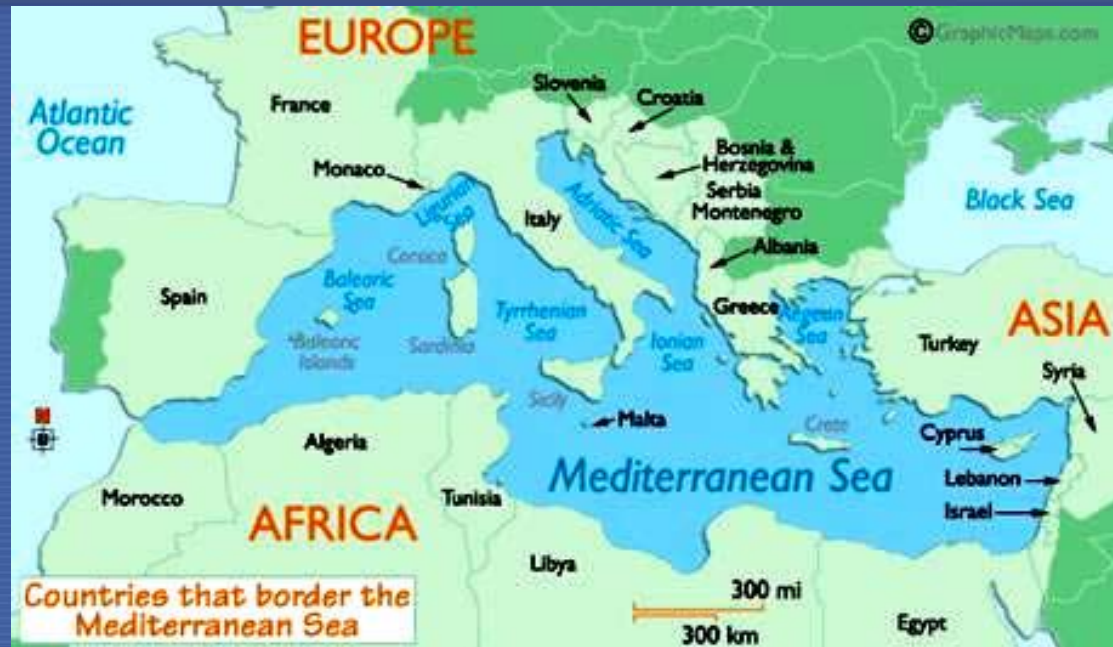 EUROPE
© GraphicMaps.com
Slovenia
Croatia
France
Atlantic
Ocean
Bosnia &
Herzegovina
Monaco
Ligurian
Sea
Adriatic Sea
Serbia
Montenegro
Black Sea
Italy
Corsica
Albania
Spain
Balearic
Sea
Tyrrhenian
Sea
Greece
Aegean
Sea
ASIA
Ionian
Sea
Turkey
Balearic
Islands
Sardinia
Syria
Sicily
Malta
Crete
Cyprus
Algeria
Mediterranean Sea
Lebanon
Morocco
Tunisia
Israel
AFRICA
Libya
300 mi
300 km
Egypt
Countries that border the
Mediterranean Sea